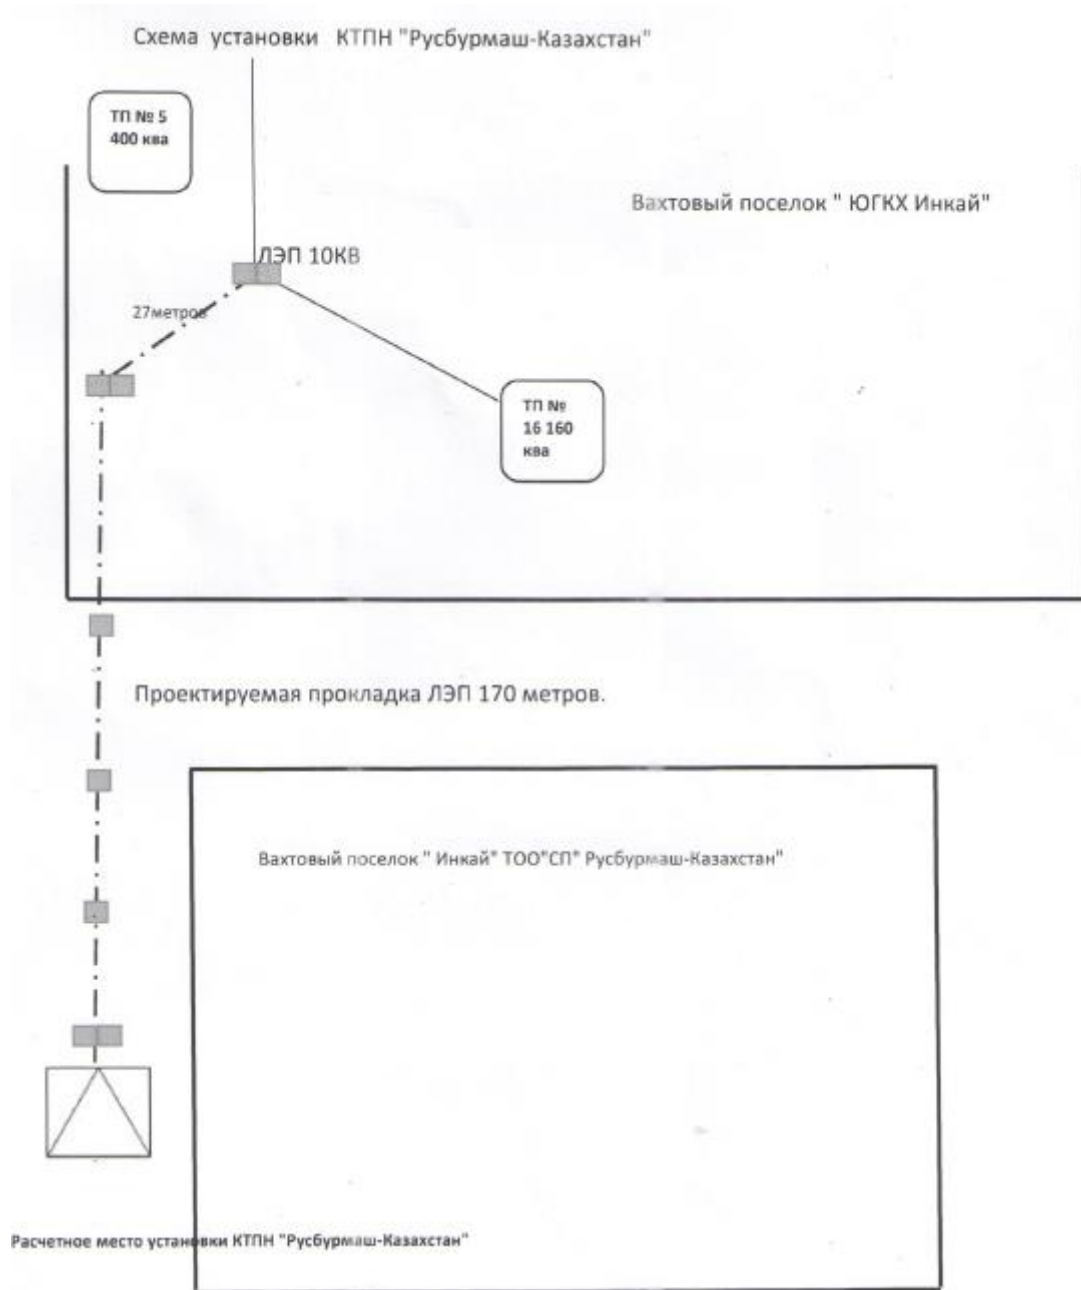 Схема установки КТПН "Русбурмаш-Казахстан"
ТП № 5
400 ква
Вахтовый поселок " ЮГКХ Инкай"
ЛЭП 10КВ
27метров
ТП №
16 160
ква
Проектируемая прокладка ЛЭП 170 метров.
Вахтовый поселок " Инкай" ТОО"СП" Русбурмаш-Казахстан"
Расчетное место установки КТПН "Русбурмаш-Казахстан"